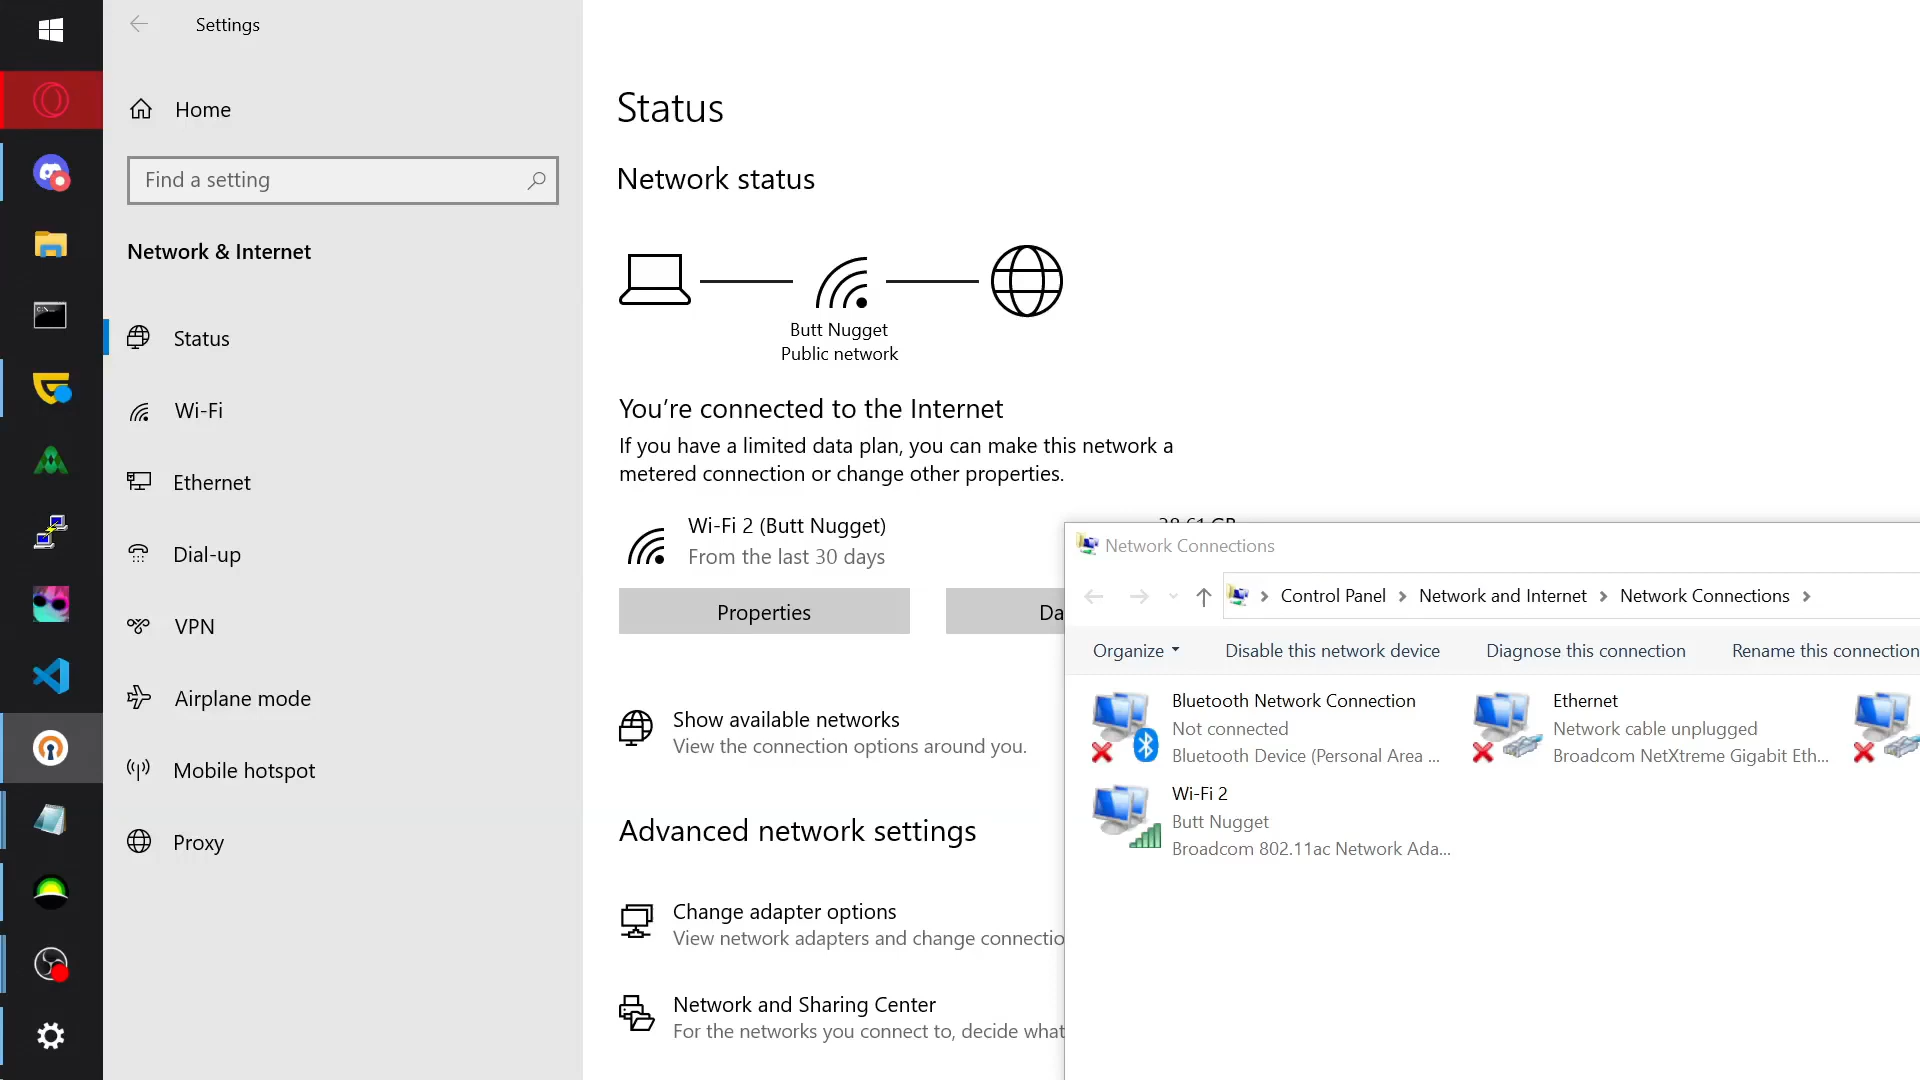 Settings
Home
Find a setting
Network & Internet
Status
Wi-Fi
Ethernet
Dial-up
VPN
Airplane mode
Mobile hotspot
Proxy
Status
Network status
Butt Nugget
Public network
You're connected to the Internet
If you have a limited data plan, you can make this network a
metered connection or change other properties.
Wi-Fi 2 (Butt Nugget)
From the last 30 days
Properties
Da
Show available networks
View the connection options around you.
Advanced network settings
Change adapter options
View network adapters and change connectio
Network and Sharing Center
For the networks you connect to, decide what
Network Connections
Control Panel > Network and Internet > Network Connections >
Organize
Disable this network device
Diagnose this connection
Rename this connection
Bluetooth Network Connection
Not connected
Bluetooth Device (Personal Area ...
Ethernet
Network cable unplugged
Broadcom NetXtreme Gigabit Eth...
Wi-Fi 2
Butt Nugget
Broadcom 802.11ac Network Ada...